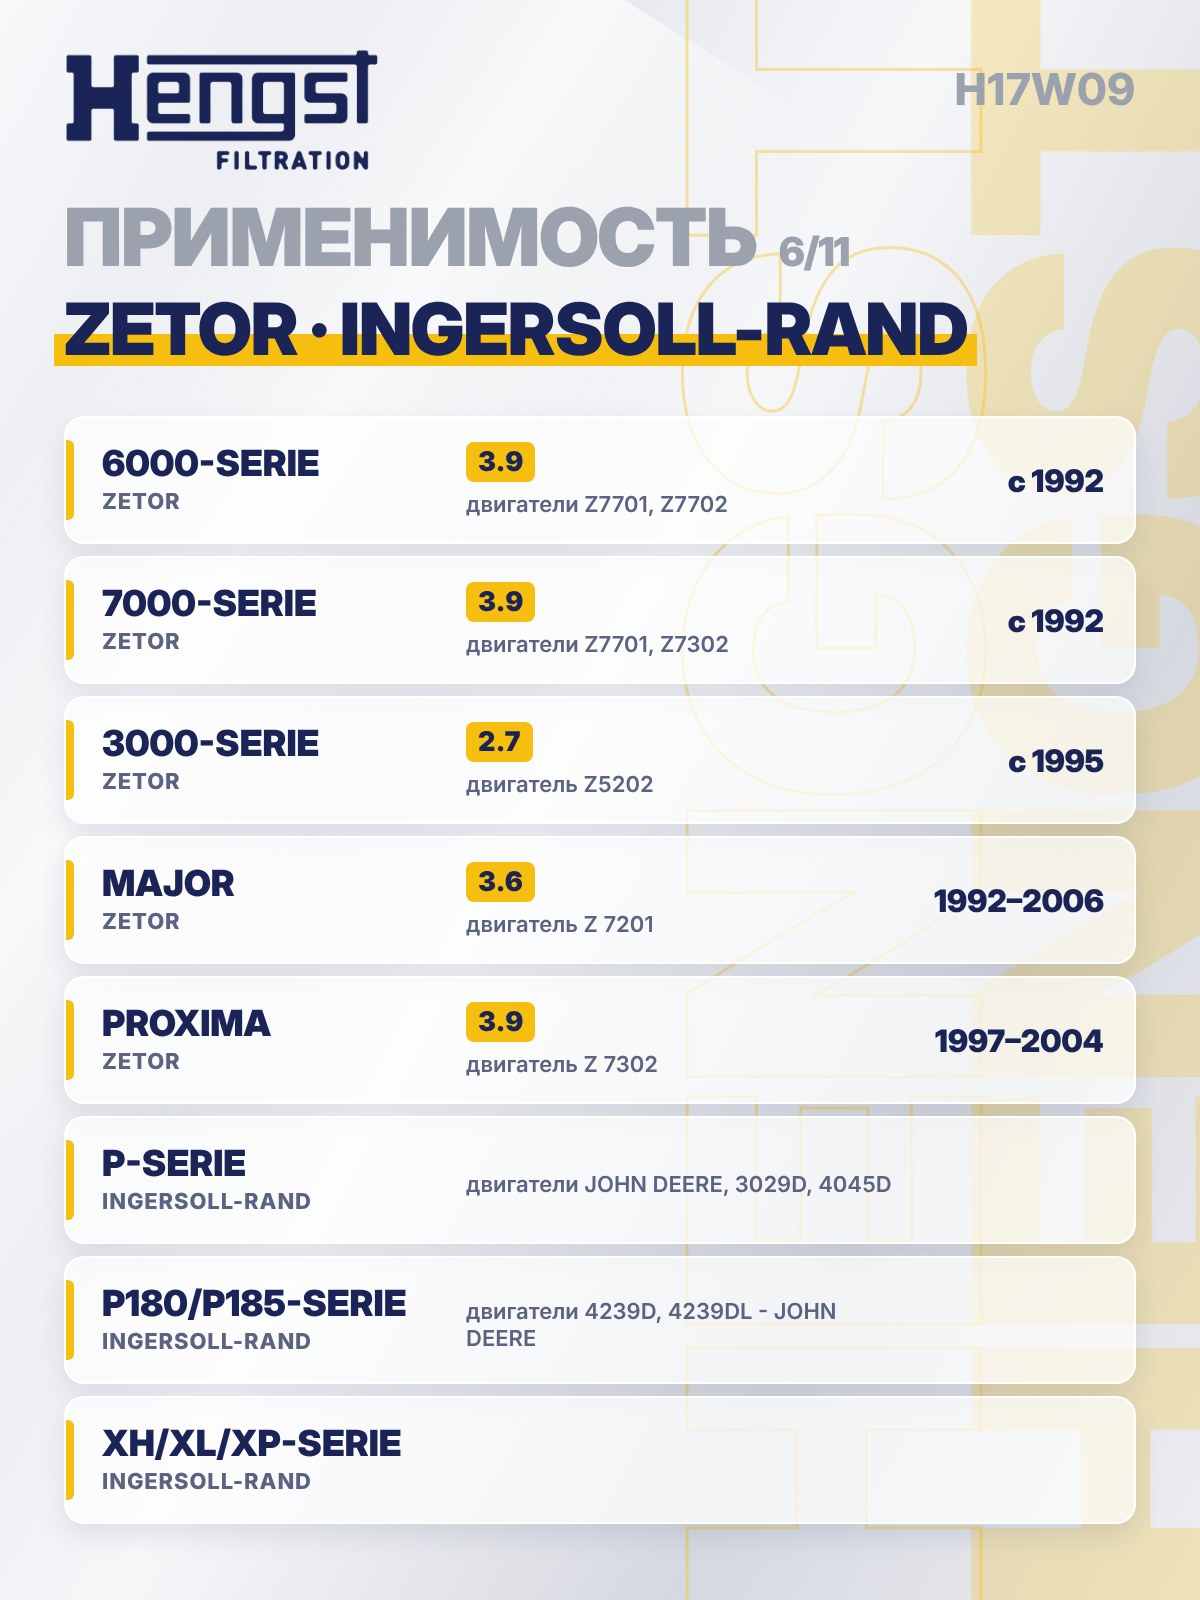 Hengst
FILTRATION
H17W09
ПРИМЕНИМОСТЬ 6/11
ZETOR · INGERSOLL-RAND
6000-SERIE
ZETOR
3.9
двигатели Z7701, Z7702
с 1992
7000-SERIE
ZETOR
3.9
двигатели Z7701, Z7302
с 1992
3000-SERIE
ZETOR
2.7
двигатель Z5202
с 1995
MAJOR
ZETOR
3.6
двигатель Z 7201
1992–2006
PROXIMA
ZETOR
3.9
двигатель Z 7302
1997–2004
P-SERIE
INGERSOLL-RAND
двигатели JOHN DEERE, 3029D, 4045D
P180/P185-SERIE
INGERSOLL-RAND
двигатели 4239D, 4239DL - JOHN
DEERE
XH/XL/XP-SERIE
INGERSOLL-RAND
HENGST
HENGST